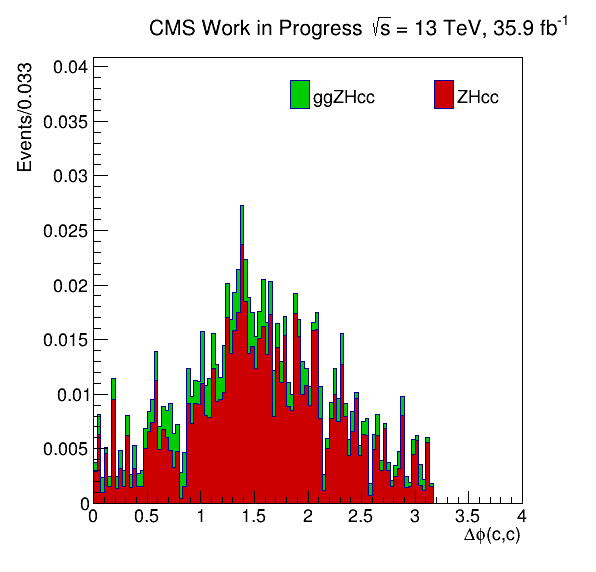 CMS Work in Progress √s = 13 TeV, 35.9 fb⁻¹
Events/0.033
0.04
0.035
0.03
0.025
0.02
0.015
0.01
0.005
0
ggZHcc ZHcc
0 0.5 1 1.5 2 2.5 3 3.5 4
Δϕ(c,c)